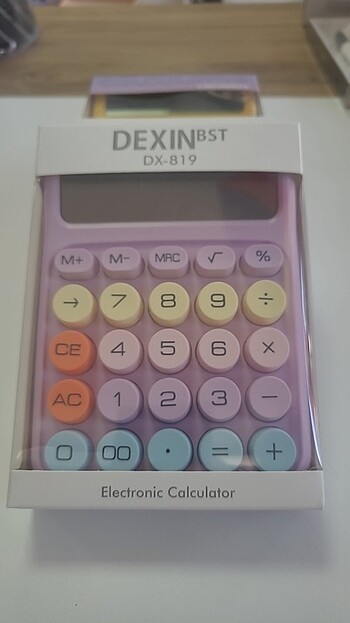 DEXINBST
DX-819
M+ M- MRC √ %
→ 7 8 9 ÷
CE 4 5 6 ×
AC 1 2 3 −
0 00 · = +
Electronic Calculator